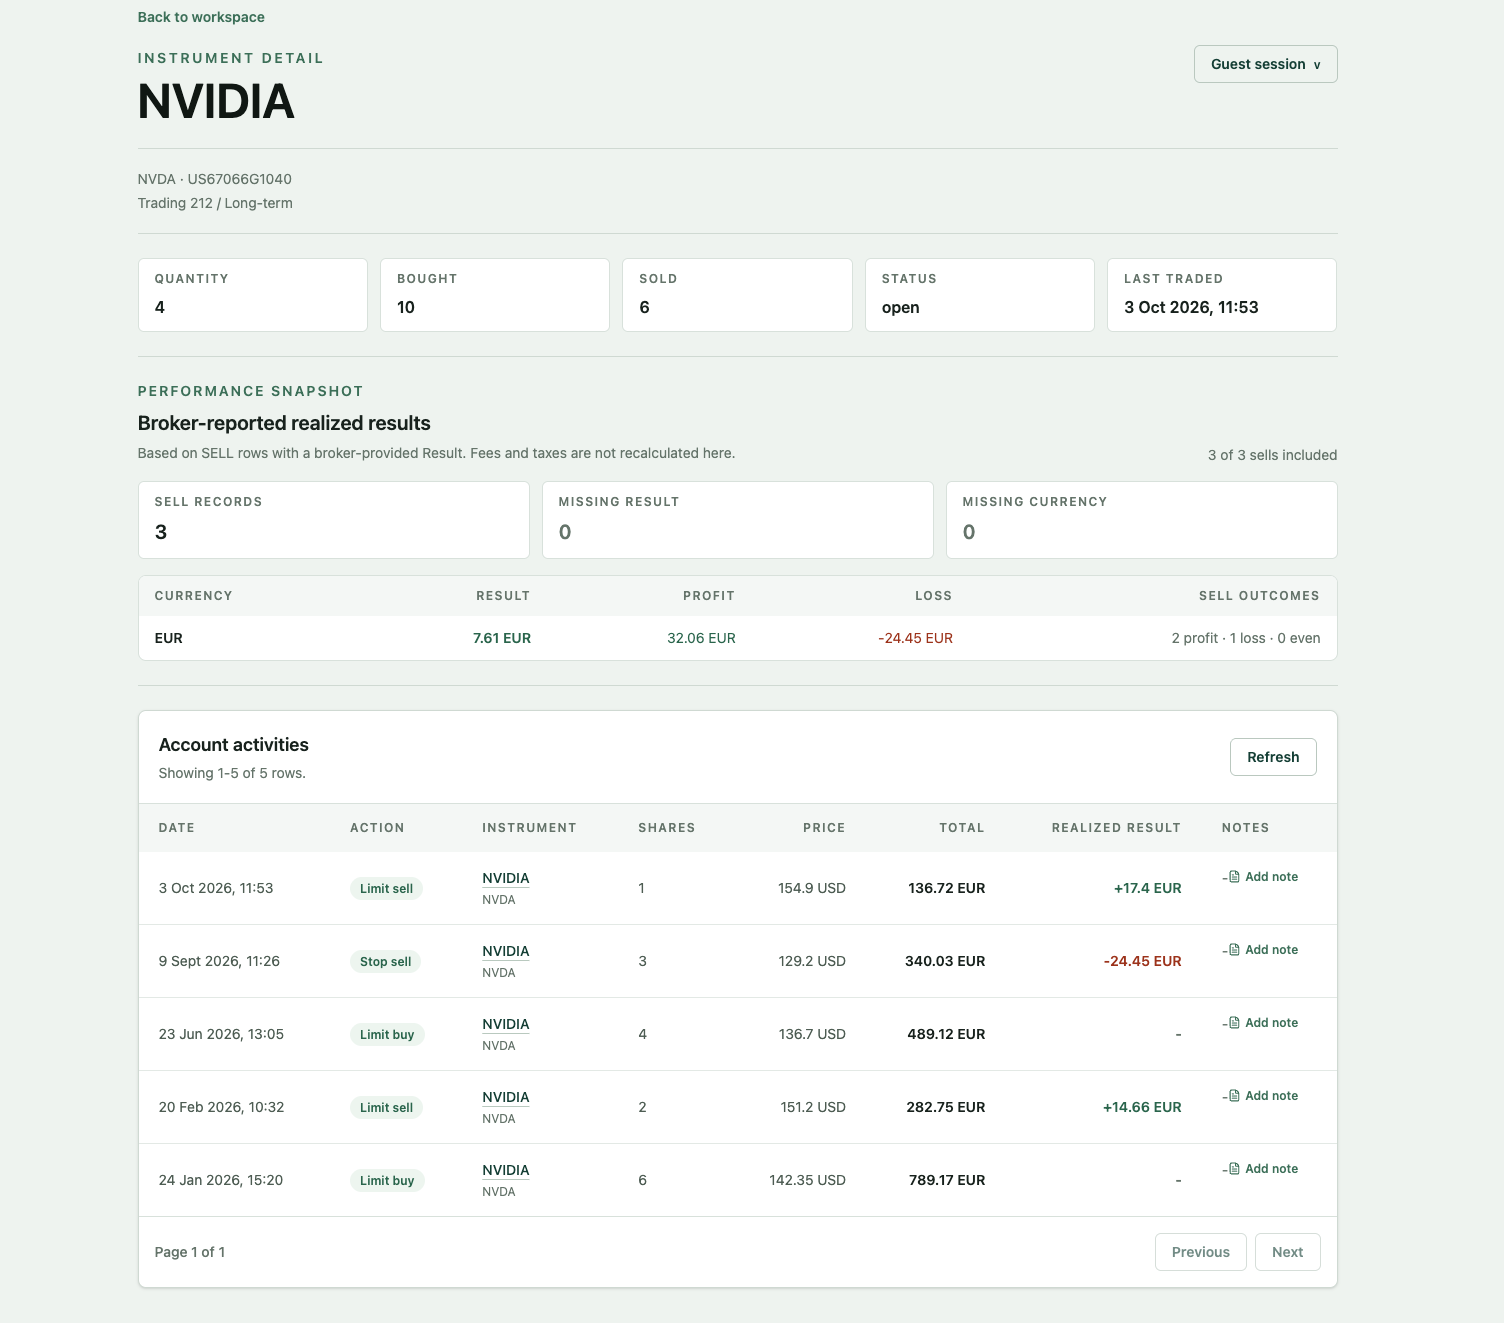 Back to workspace
INSTRUMENT DETAIL
Guest session v
NVIDIA
NVDA · US67066G1040
Trading 212 / Long-term
QUANTITY BOUGHT SOLD STATUS LAST TRADED
4 10 6 open 3 Oct 2026, 11:53
PERFORMANCE SNAPSHOT
Broker-reported realized results
Based on SELL rows with a broker-provided Result. Fees and taxes are not recalculated here.
3 of 3 sells included
SELL RECORDS MISSING RESULT MISSING CURRENCY
3 0 0
CURRENCY RESULT PROFIT LOSS SELL OUTCOMES
EUR 7.61 EUR 32.06 EUR -24.45 EUR 2 profit · 1 loss · 0 even
Account activities
Showing 1-5 of 5 rows.
Refresh
DATE ACTION INSTRUMENT SHARES PRICE TOTAL REALIZED RESULT NOTES
3 Oct 2026, 11:53 Limit sell NVIDIA 1 154.9 USD 136.72 EUR +17.4 EUR - Add note
NVDA
9 Sept 2026, 11:26 Stop sell NVIDIA 3 129.2 USD 340.03 EUR -24.45 EUR - Add note
NVDA
23 Jun 2026, 13:05 Limit buy NVIDIA 4 136.7 USD 489.12 EUR - - Add note
NVDA
20 Feb 2026, 10:32 Limit sell NVIDIA 2 151.2 USD 282.75 EUR +14.66 EUR - Add note
NVDA
24 Jan 2026, 15:20 Limit buy NVIDIA 6 142.35 USD 789.17 EUR - - Add note
NVDA
Page 1 of 1
Previous Next